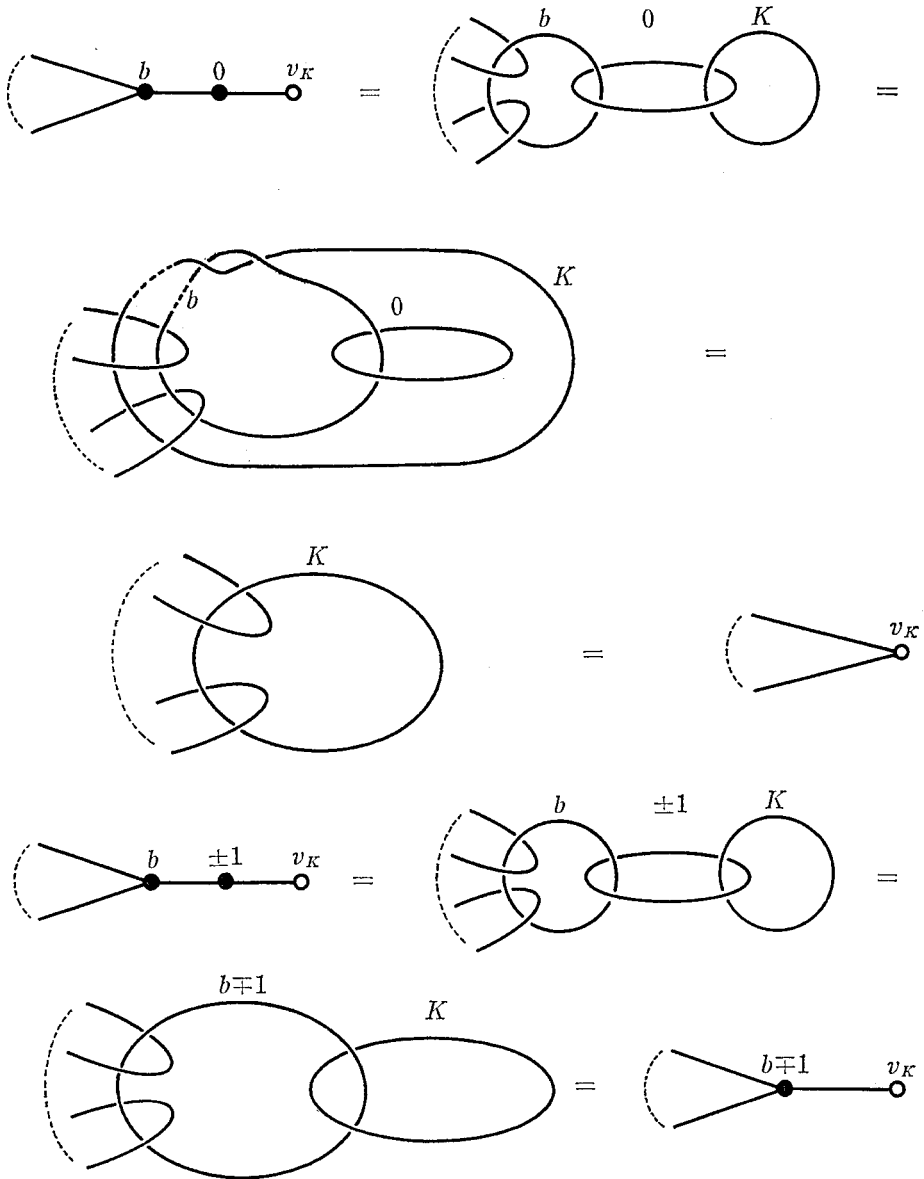 b 0 v_K = b 0 K =
b 0 K =
K = v_K
b ±1 v_K = b ±1 K =
b∓1 K = b∓1 v_K